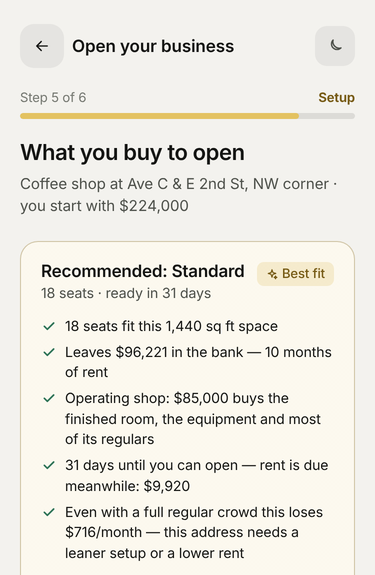 Open your business
Step 5 of 6
Setup
What you buy to open
Coffee shop at Ave C & E 2nd St, NW corner ·
you start with $224,000
Recommended: Standard
Best fit
18 seats · ready in 31 days
18 seats fit this 1,440 sq ft space
Leaves $96,221 in the bank — 10 months
of rent
Operating shop: $85,000 buys the
finished room, the equipment and most
of its regulars
31 days until you can open — rent is due
meanwhile: $9,920
Even with a full regular crowd this loses
$716/month — this address needs a
leaner setup or a lower rent